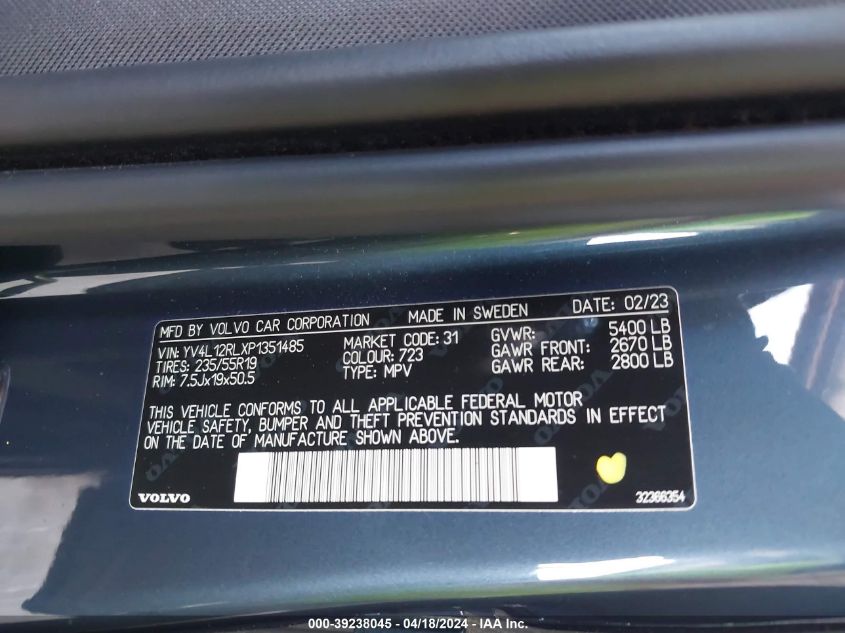 MFD BY VOLVO CAR CORPORATION MADE IN SWEDEN DATE: 02/23
VIN: YV4L12RLXP1351485 MARKET CODE: 31 GVWR: 5400 LB
TIRES: 235/55R19 COLOUR: 723 GAWR FRONT: 2670 LB
RIM: 7.5Jx19x50.5 TYPE: MPV GAWR REAR: 2800 LB
THIS VEHICLE CONFORMS TO ALL APPLICABLE FEDERAL MOTOR
VEHICLE SAFETY, BUMPER AND THEFT PREVENTION STANDARDS IN EFFECT
ON THE DATE OF MANUFACTURE SHOWN ABOVE.
VOLVO 32366354
000-39238045 - 04/18/2024 - IAA Inc.